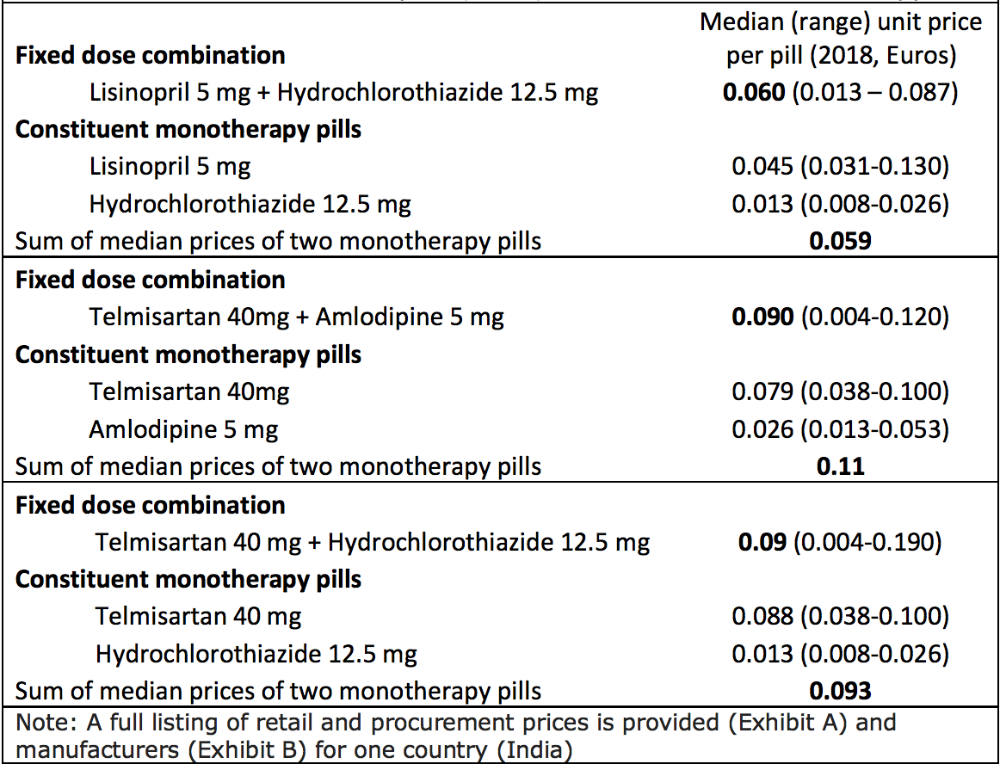 Median (range) unit price
Fixed dose combination per pill (2018, Euros)
Lisinopril 5 mg + Hydrochlorothiazide 12.5 mg 0.060 (0.013 – 0.087)
Constituent monotherapy pills
Lisinopril 5 mg 0.045 (0.031-0.130)
Hydrochlorothiazide 12.5 mg 0.013 (0.008-0.026)
Sum of median prices of two monotherapy pills 0.059
Fixed dose combination
Telmisartan 40mg + Amlodipine 5 mg 0.090 (0.004-0.120)
Constituent monotherapy pills
Telmisartan 40mg 0.079 (0.038-0.100)
Amlodipine 5 mg 0.026 (0.013-0.053)
Sum of median prices of two monotherapy pills 0.11
Fixed dose combination
Telmisartan 40 mg + Hydrochlorothiazide 12.5 mg 0.09 (0.004-0.190)
Constituent monotherapy pills
Telmisartan 40 mg 0.088 (0.038-0.100)
Hydrochlorothiazide 12.5 mg 0.013 (0.008-0.026)
Sum of median prices of two monotherapy pills 0.093
Note: A full listing of retail and procurement prices is provided (Exhibit A) and
manufacturers (Exhibit B) for one country (India)